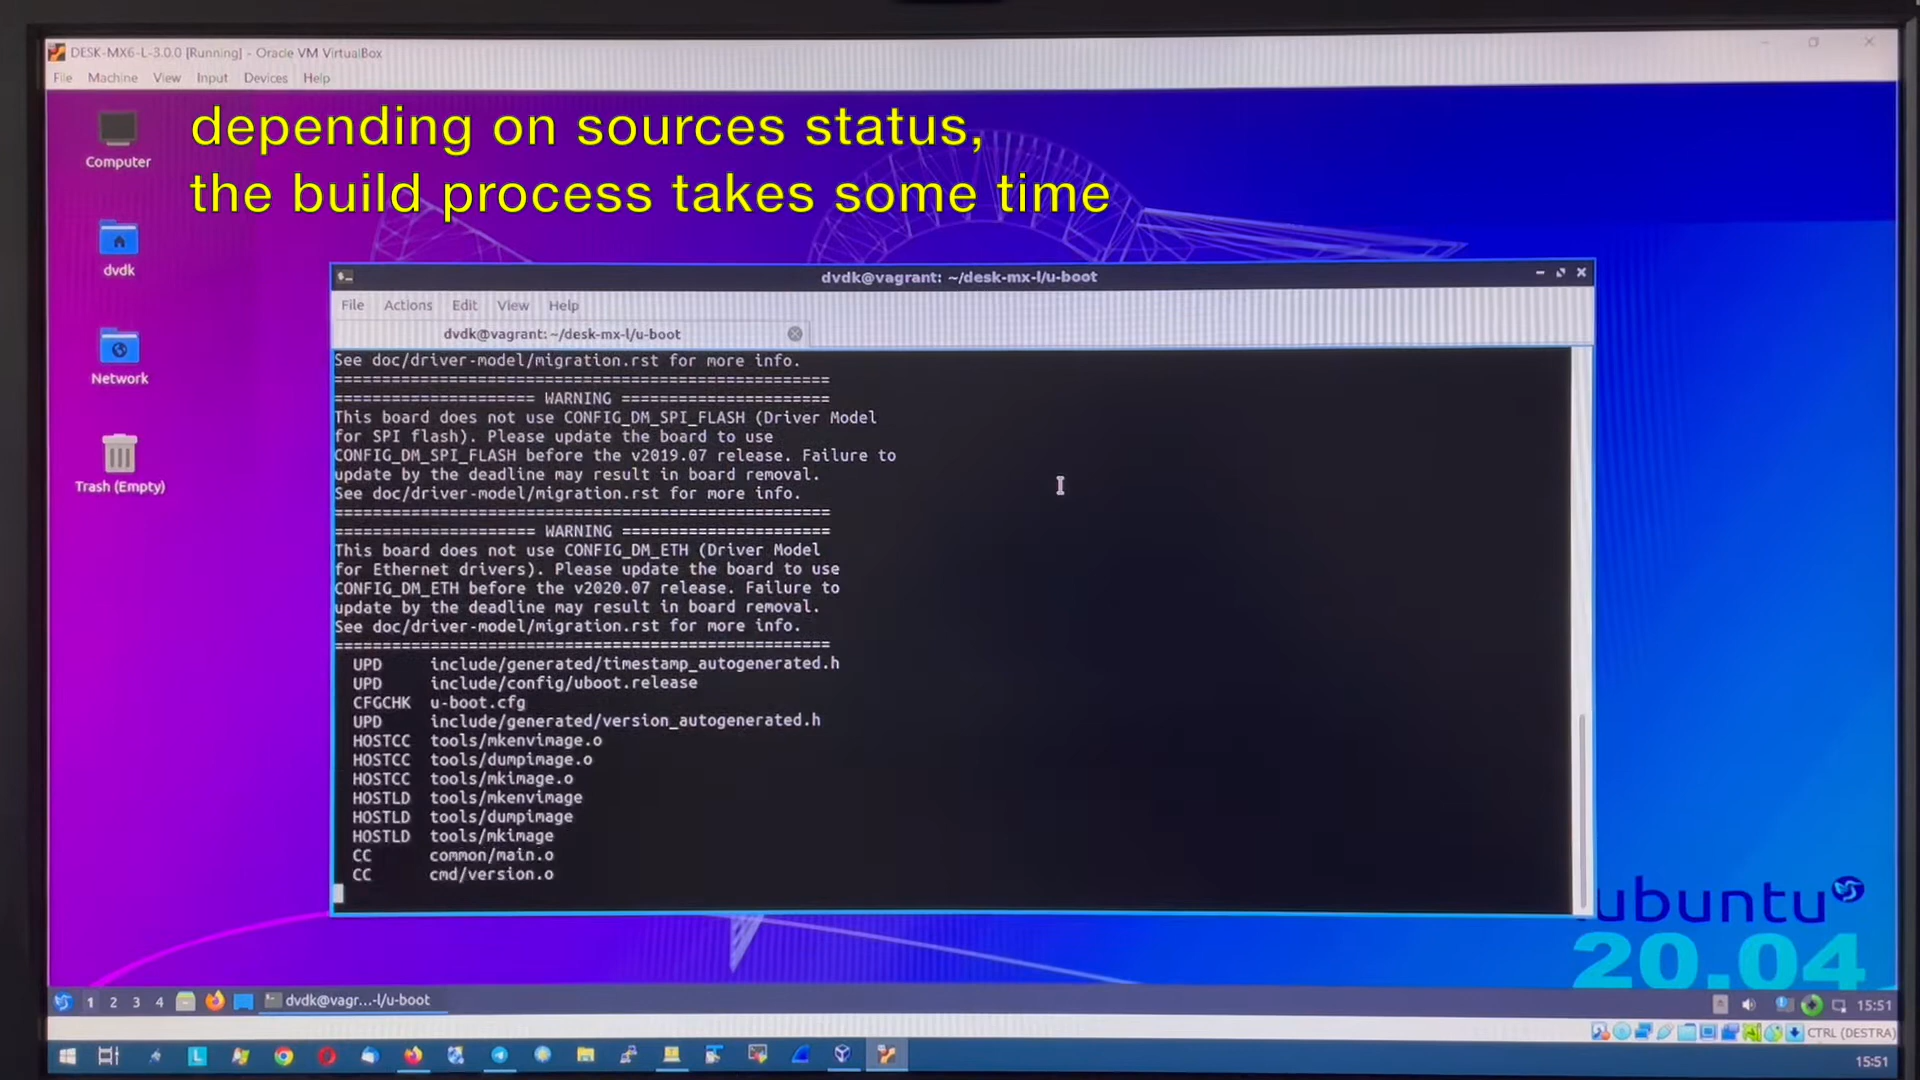 DESK-MX6-L-3.0.0 [Running] - Oracle VM VirtualBox
File Machine View Input Devices Help
depending on sources status,
the build process takes some time
Computer
dvdk
Network
Trash (Empty)
dvdk@vagrant: ~/desk-mx-l/u-boot
File Actions Edit View Help
dvdk@vagrant: ~/desk-mx-l/u-boot
See doc/driver-model/migration.rst for more info.
====================================================
===================== WARNING ======================
This board does not use CONFIG_DM_SPI_FLASH (Driver Model
for SPI flash). Please update the board to use
CONFIG_DM_SPI_FLASH before the v2019.07 release. Failure to
update by the deadline may result in board removal.
See doc/driver-model/migration.rst for more info.
====================================================
===================== WARNING ======================
This board does not use CONFIG_DM_ETH (Driver Model
for Ethernet drivers). Please update the board to use
CONFIG_DM_ETH before the v2020.07 release. Failure to
update by the deadline may result in board removal.
See doc/driver-model/migration.rst for more info.
====================================================
UPD include/generated/timestamp_autogenerated.h
UPD include/config/uboot.release
CFGCHK u-boot.cfg
UPD include/generated/version_autogenerated.h
HOSTCC tools/mkenvimage.o
HOSTCC tools/dumpimage.o
HOSTCC tools/mkimage.o
HOSTLD tools/mkenvimage
HOSTLD tools/dumpimage
HOSTLD tools/mkimage
CC common/main.o
CC cmd/version.o
ubuntu
20.04
1 2 3 4 dvdk@vagr...-l/u-boot 15:51
CTRL (DESTRA)
L 15:51